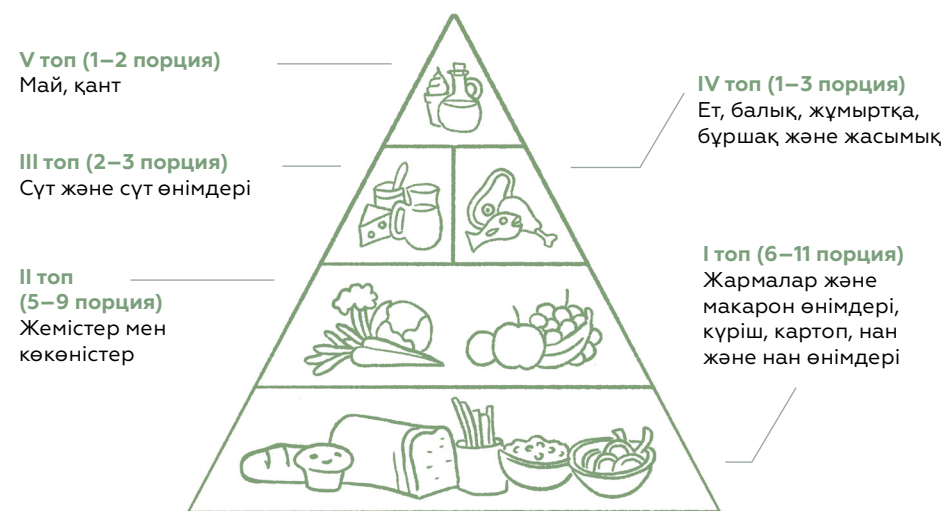 V топ (1–2 порция)
Май, қант
IV топ (1–3 порция)
Ет, балық, жұмыртқа,
бұршақ және жасымық
III топ (2–3 порция)
Сүт және сүт өнімдері
II топ
(5–9 порция)
Жемістер мен
көкөністер
I топ (6–11 порция)
Жармалар және
макарон өнімдері,
күріш, картоп, нан
және нан өнімдері